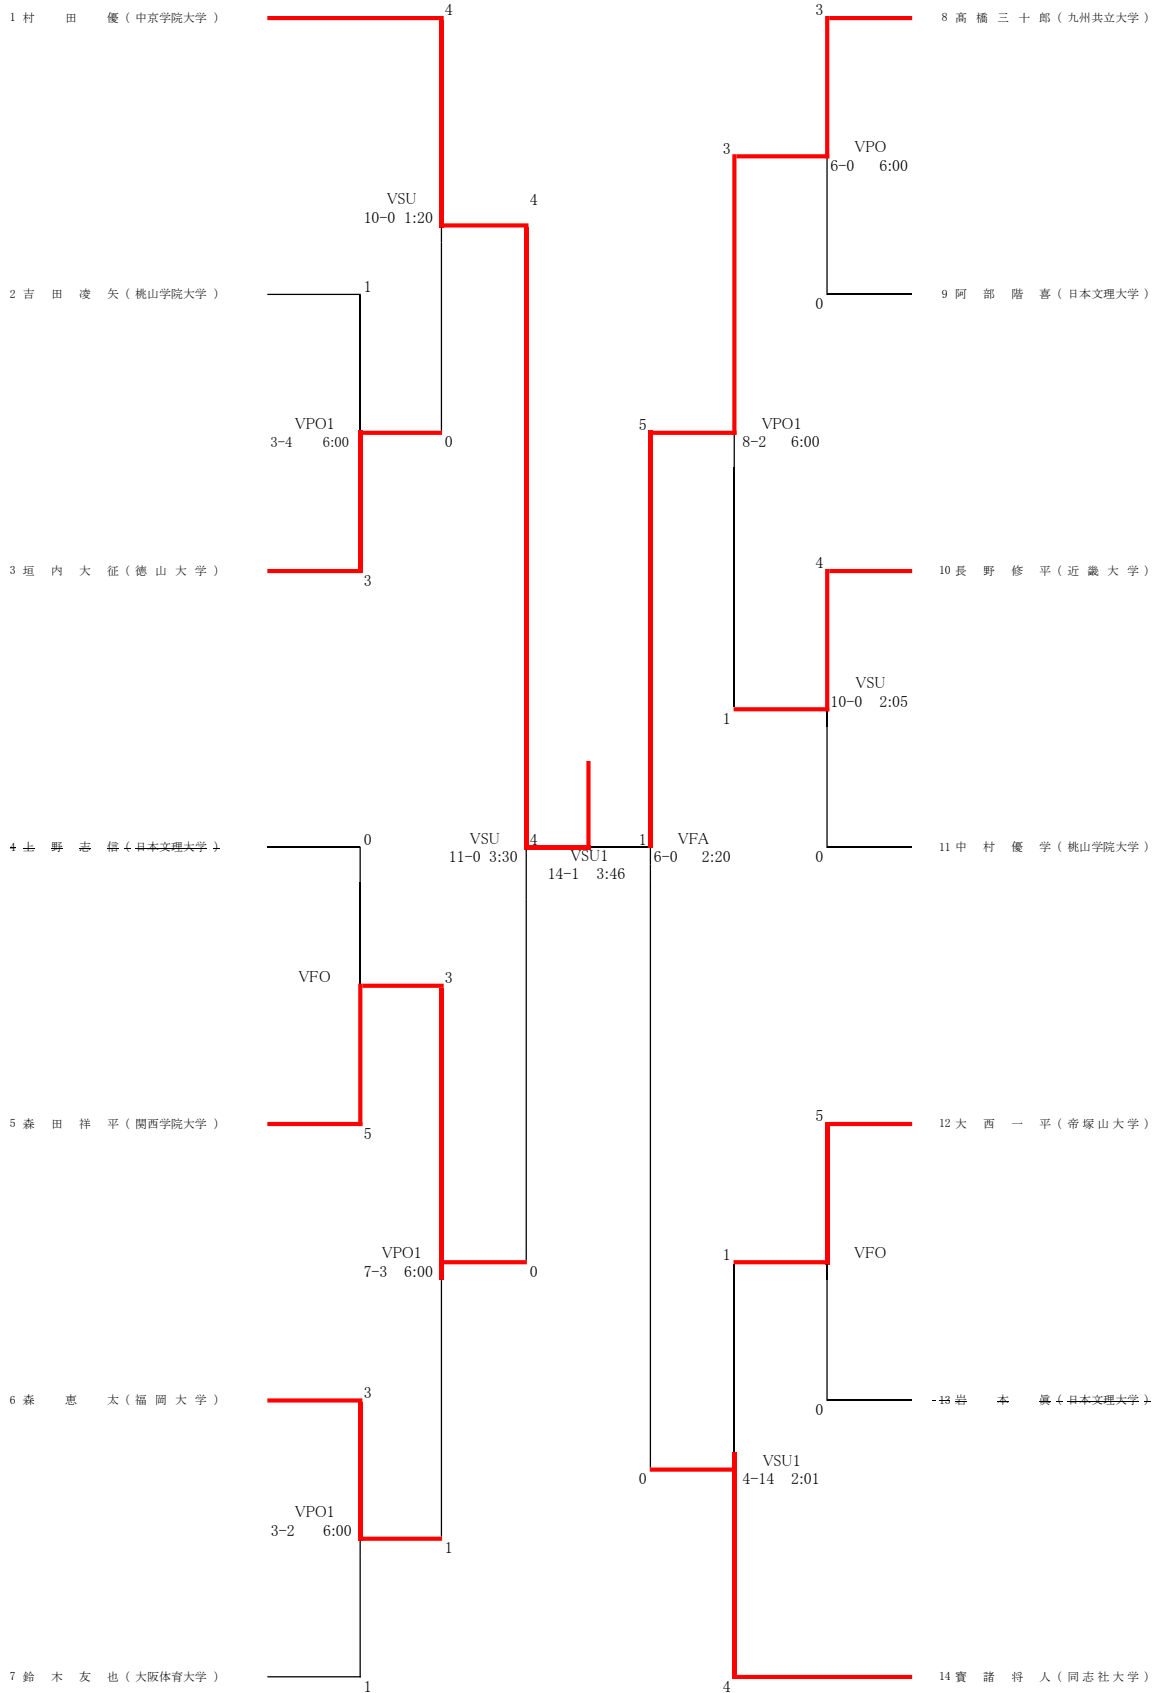 1 村田優 ( 中京学院大学 )
4
VSU
10-0 1:20
4
2 吉田凌矢 ( 桃山学院大学 )
1
VPO1
3-4 6:00
0
3 垣内大征 ( 徳山大学 )
3
4 上野志信 ( 日本文理大学 )
0
VSU
11-0 3:30
4
VFO
3
5 森田祥平 ( 関西学院大学 )
5
VPO1
7-3 6:00
0
6 森恵太 ( 福岡大学 )
3
VPO1
3-2 6:00
1
7 鈴木友也 ( 大阪体育大学 )
1
VSU1
14-1 3:46
3
8 髙橋三十郎 ( 九州共立大学 )
3
VPO
6-0 6:00
9 阿部階喜 ( 日本文理大学 )
0
5
VPO1
8-2 6:00
4
10 長野修平 ( 近畿大学 )
VSU
10-0 2:05
1
1
VFA
6-0 2:20
0
11 中村優学 ( 桃山学院大学 )
5
12 大西一平 ( 帝塚山大学 )
1
VFO
0
13 岩本眞 ( 日本文理大学 )
0
VSU1
4-14 2:01
4
14 寳諸将人 ( 同志社大学 )